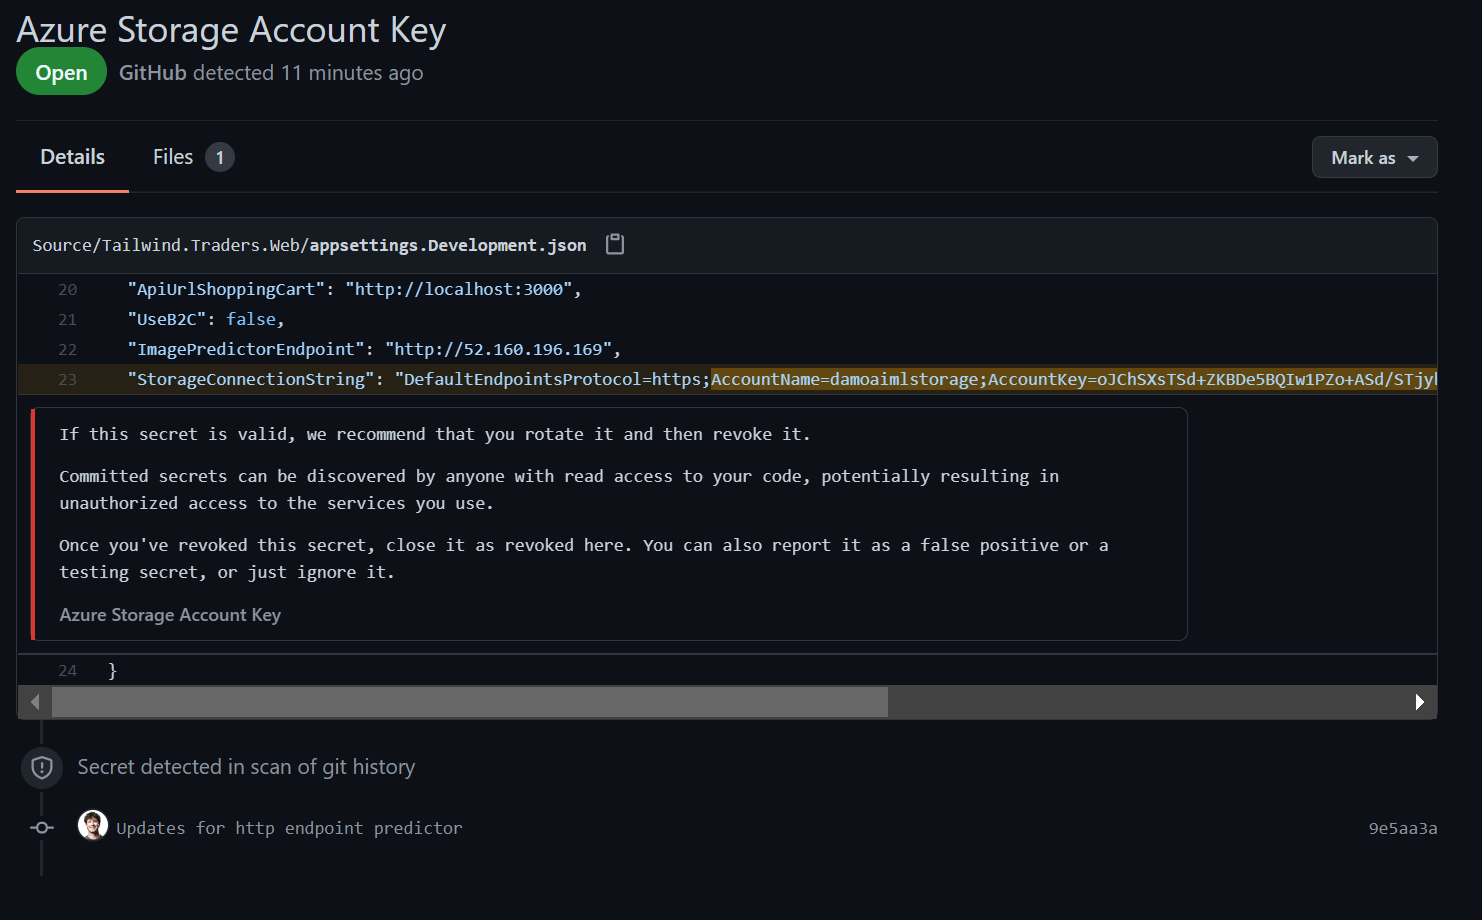 Azure Storage Account Key
Open GitHub detected 11 minutes ago
Details Files 1 Mark as
Source/Tailwind.Traders.Web/appsettings.Development.json
20 "ApiUrlShoppingCart": "http://localhost:3000",
21 "UseB2C": false,
22 "ImagePredictorEndpoint": "http://52.160.196.169",
23 "StorageConnectionString": "DefaultEndpointsProtocol=https;AccountName=damoaimlstorage;AccountKey=oJChSXsTSd+ZKBDe5BQIw1PZo+ASd/STjy
If this secret is valid, we recommend that you rotate it and then revoke it.
Committed secrets can be discovered by anyone with read access to your code, potentially resulting in
unauthorized access to the services you use.
Once you've revoked this secret, close it as revoked here. You can also report it as a false positive or a
testing secret, or just ignore it.
Azure Storage Account Key
24 }
Secret detected in scan of git history
Updates for http endpoint predictor 9e5aa3a